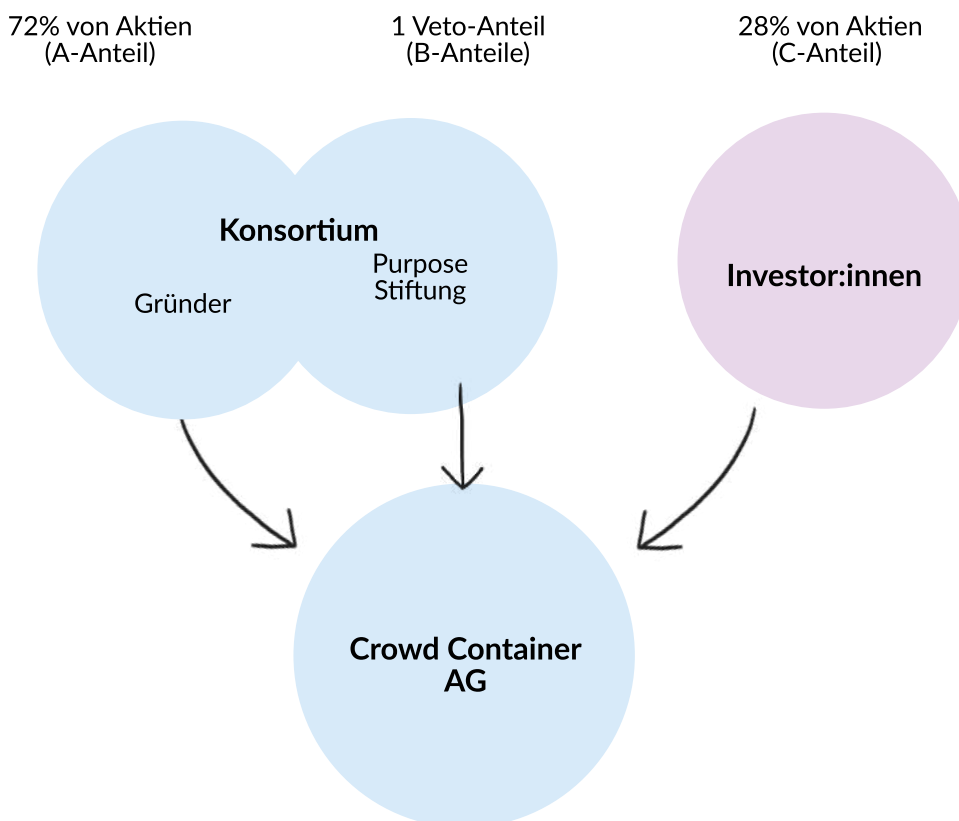 72% von Aktien
(A-Anteil)
1 Veto-Anteil
(B-Anteile)
28% von Aktien
(C-Anteil)
Konsortium
Gründer
Purpose
Stiftung
Investor:innen
Crowd Container
AG